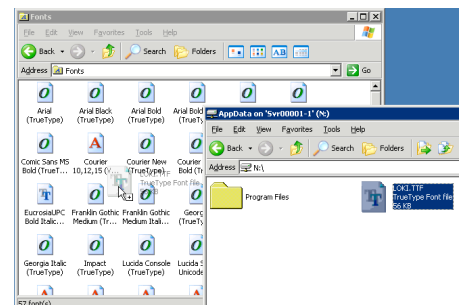 Fonts
File Edit View Favorites Tools Help
Back Search Folders
Address Fonts Go
Arial (TrueType)
Arial Black (TrueType)
Arial Bold (TrueType)
Arial Bold
Comic Sans MS Bold (TrueT...
Courier 10,12,15
Courier New (TrueType)
Courier
Bold (Tr
LOKI.TTF
TrueType Font file
EucrosiaUPC Bold Italic...
Franklin Gothic Medium (Tr...
Franklin Gothic Medium Itali...
Georgia Italic (TrueType)
Impact (TrueType)
Lucida Console (TrueType)
Lucida S
Unicode
57 font(s)
AppData on 'Svr00001-1' (N:)
File Edit View Favorites Tools Help
Back Search Folders
Address N:\
Program Files
LOKI.TTF
TrueType Font file
56 KB